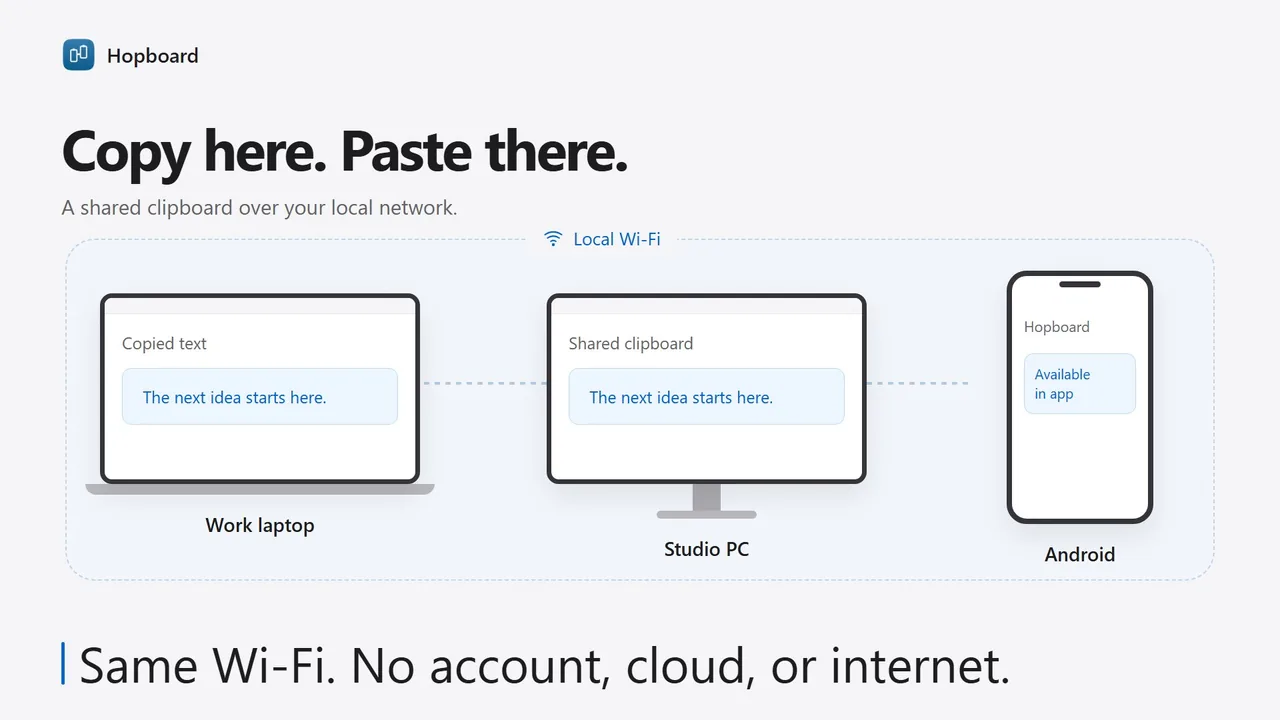 Hopboard
Copy here. Paste there.
A shared clipboard over your local network.
Local Wi-Fi
Copied text
The next idea starts here.
Work laptop
Shared clipboard
The next idea starts here.
Studio PC
Hopboard
Available
in app
Android
Same Wi-Fi. No account, cloud, or internet.